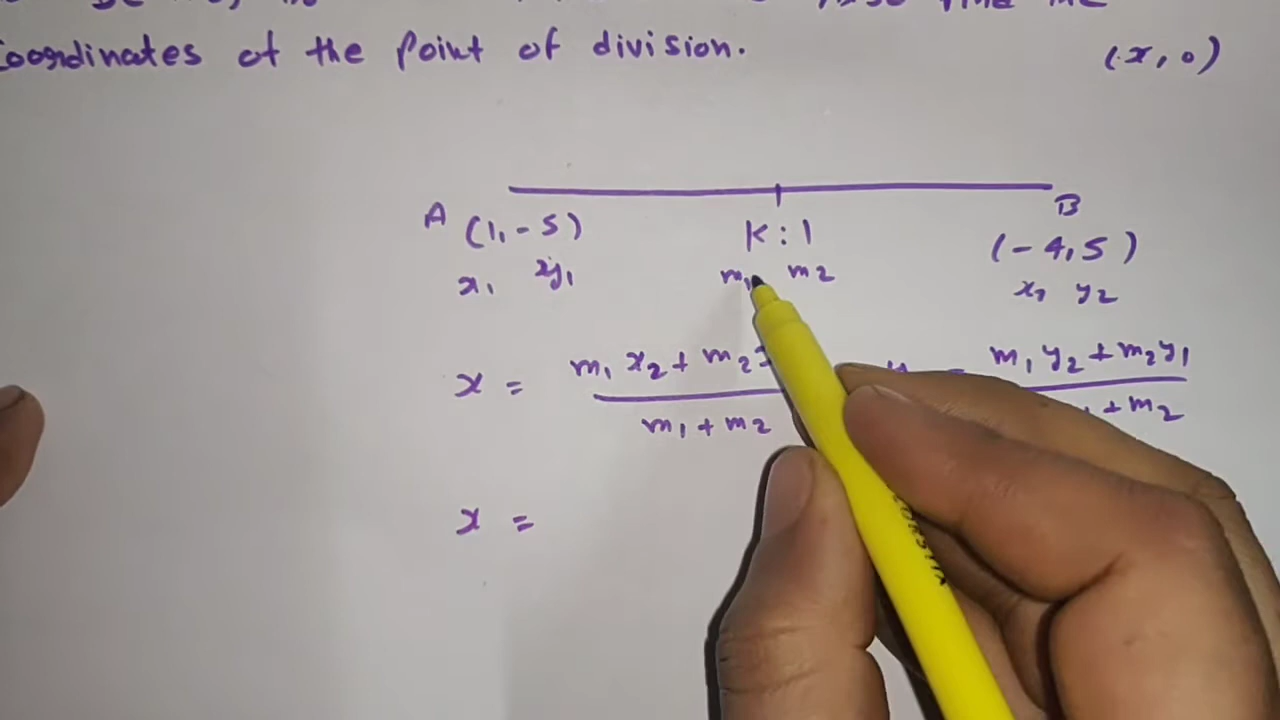 coordinates of the point of division. (x, 0)
A B
(1, -5) K : 1 (-4, 5)
x1 y1 m1 m2 x2 y2
x = m1 x2 + m2 / m1 + m2 m1 y2 + m2 y1 / + m2
x =